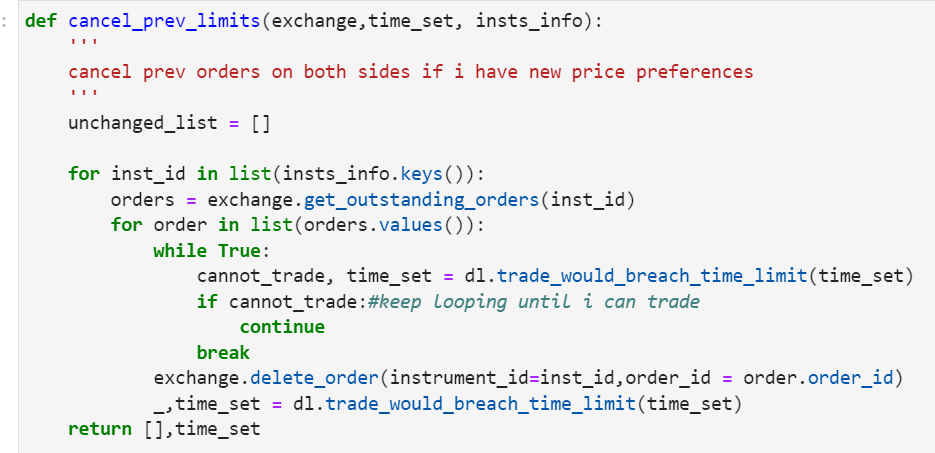 def cancel_prev_limits(exchange,time_set, insts_info):
    '''
    cancel prev orders on both sides if i have new price preferences
    '''
    unchanged_list = []

    for inst_id in list(insts_info.keys()):
        orders = exchange.get_outstanding_orders(inst_id)
        for order in list(orders.values()):
            while True:
                cannot_trade, time_set = dl.trade_would_breach_time_limit(time_set)
                if cannot_trade:#keep looping until i can trade
                    continue
                break
            exchange.delete_order(instrument_id=inst_id,order_id = order.order_id)
            _,time_set = dl.trade_would_breach_time_limit(time_set)
    return [],time_set